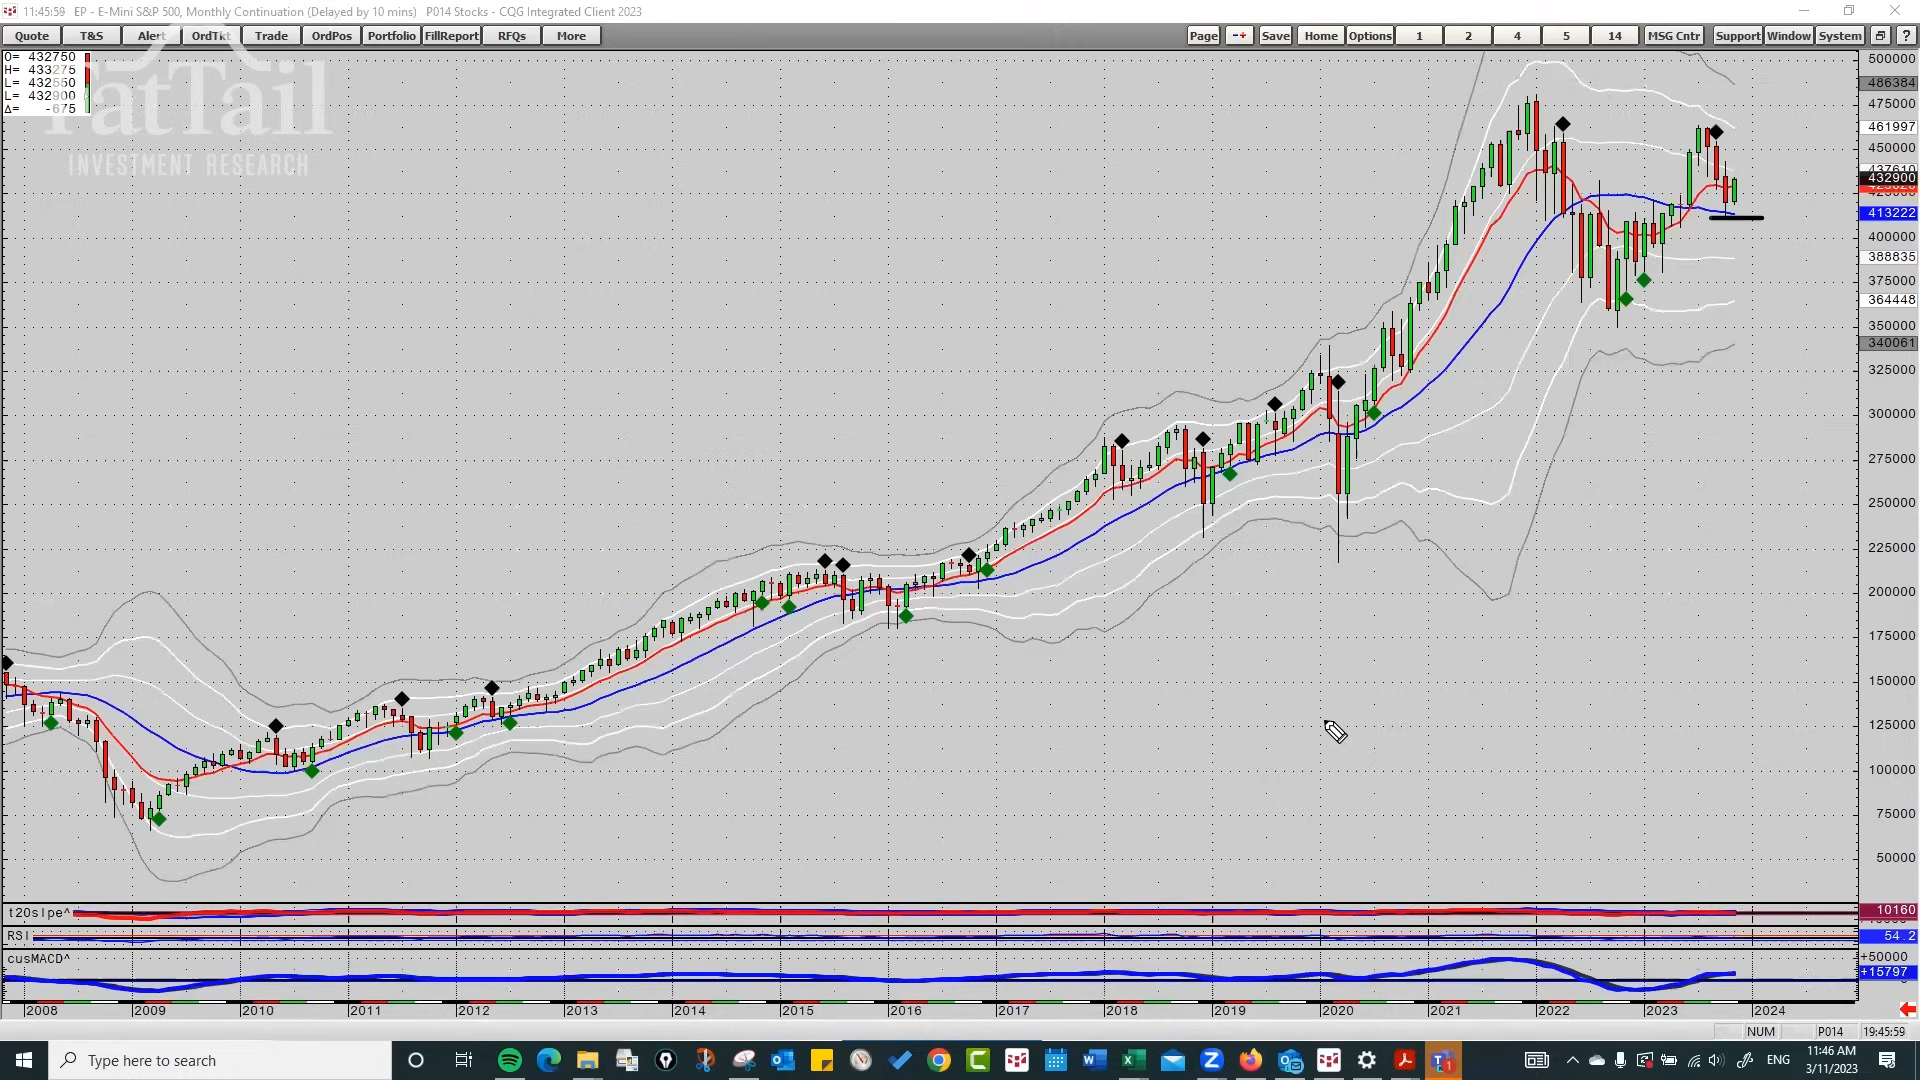 11:45:59 EP - E-Mini S&P 500, Monthly Continuation (Delayed by 10 mins) P014 Stocks - CQG Integrated Client 2023
Quote T&S Alert OrdTkt Trade OrdPos Portfolio FillReport RFQs More Page -+ Save Home Options 1 2 4 5 14 MSG Cntr Support Window System ?
O= 432750
H= 433275
L= 432550
L= 432900
Δ= -675
FatTail
INVESTMENT RESEARCH
500000
486384
475000
461997
450000
432900
413222
400000
388835
375000
364448
350000
340061
325000
300000
275000
250000
225000
200000
175000
150000
125000
100000
75000
50000
t20slpe^ 10160
RSI 54.2
cusMACD^ +50000
+15797
2008 2009 2010 2011 2012 2013 2014 2015 2016 2017 2018 2019 2020 2021 2022 2023 2024
NUM P014 19:45:59
Type here to search
ENG
11:46 AM
3/11/2023